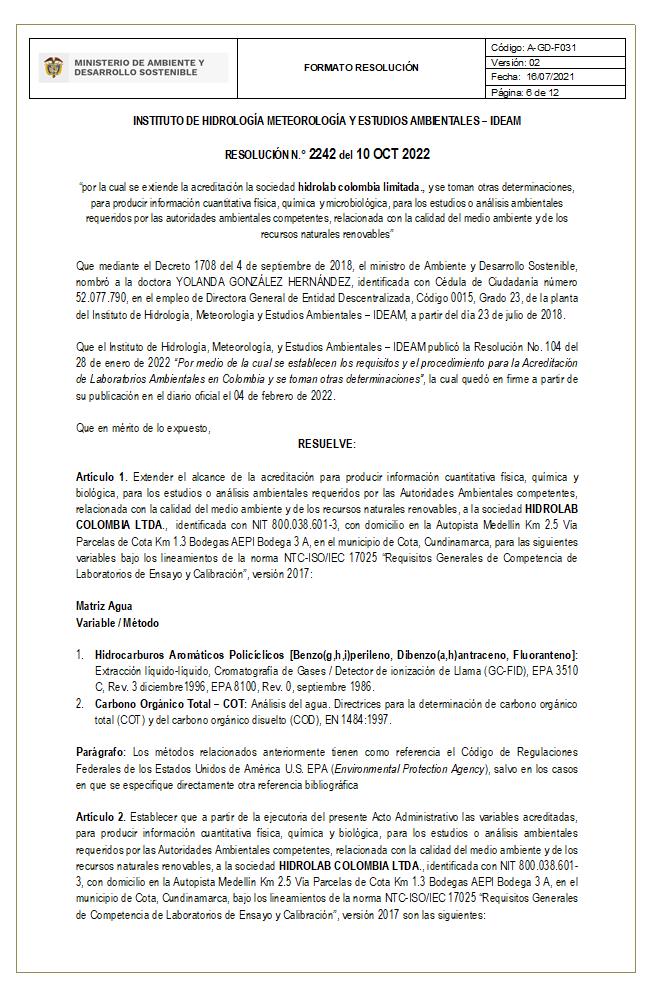 MINISTERIO DE AMBIENTE Y
DESARROLLO SOSTENIBLE
FORMATO RESOLUCIÓN
Código: A-GD-F031
Versión: 02
Fecha: 16/07/2021
Página: 6 de 12
INSTITUTO DE HIDROLOGÍA METEOROLOGÍA Y ESTUDIOS AMBIENTALES – IDEAM
RESOLUCIÓN N.° 2242 del 10 OCT 2022
“por la cual se extiende la acreditación la sociedad hidrolab colombia limitada., y se toman otras determinaciones,
para producir información cuantitativa física, química y microbiológica, para los estudios o análisis ambientales
requeridos por las autoridades ambientales competentes, relacionada con la calidad del medio ambiente y de los
recursos naturales renovables”
Que mediante el Decreto 1708 del 4 de septiembre de 2018, el ministro de Ambiente y Desarrollo Sostenible,
nombró a la doctora YOLANDA GONZÁLEZ HERNÁNDEZ, identificada con Cédula de Ciudadanía número
52.077.790, en el empleo de Directora General de Entidad Descentralizada, Código 0015, Grado 23, de la planta
del Instituto de Hidrología, Meteorología y Estudios Ambientales – IDEAM, a partir del día 23 de julio de 2018.
Que el Instituto de Hidrología, Meteorología, y Estudios Ambientales – IDEAM publicó la Resolución No. 104 del
28 de enero de 2022 “Por medio de la cual se establecen los requisitos y el procedimiento para la Acreditación
de Laboratorios Ambientales en Colombia y se toman otras determinaciones”, la cual quedó en firme a partir de
su publicación en el diario oficial el 04 de febrero de 2022.
Que en mérito de lo expuesto,
RESUELVE:
Artículo 1. Extender el alcance de la acreditación para producir información cuantitativa física, química y
biológica, para los estudios o análisis ambientales requeridos por las Autoridades Ambientales competentes,
relacionada con la calidad del medio ambiente y de los recursos naturales renovables, a la sociedad HIDROLAB
COLOMBIA LTDA., identificada con NIT 800.038.601-3, con domicilio en la Autopista Medellín Km 2.5 Vía
Parcelas de Cota Km 1.3 Bodegas AEPI Bodega 3 A, en el municipio de Cota, Cundinamarca, para las siguientes
variables bajo los lineamientos de la norma NTC-ISO/IEC 17025 “Requisitos Generales de Competencia de
Laboratorios de Ensayo y Calibración”, versión 2017:
Matriz Agua
Variable / Método
1. Hidrocarburos Aromáticos Policíclicos [Benzo(g,h,i)perileno, Dibenzo(a,h)antraceno, Fluoranteno]:
Extracción líquido-líquido, Cromatografía de Gases / Detector de ionización de Llama (GC-FID), EPA 3510
C, Rev. 3 diciembre1996, EPA 8100, Rev. 0, septiembre 1986.
2. Carbono Orgánico Total – COT: Análisis del agua. Directrices para la determinación de carbono orgánico
total (COT) y del carbono orgánico disuelto (COD), EN 1484:1997.
Parágrafo: Los métodos relacionados anteriormente tienen como referencia el Código de Regulaciones
Federales de los Estados Unidos de América U.S. EPA (Environmental Protection Agency), salvo en los casos
en que se especifique directamente otra referencia bibliográfica
Artículo 2. Establecer que a partir de la ejecutoria del presente Acto Administrativo las variables acreditadas,
para producir información cuantitativa física, química y biológica, para los estudios o análisis ambientales
requeridos por las Autoridades Ambientales competentes, relacionada con la calidad del medio ambiente y de los
recursos naturales renovables, a la sociedad HIDROLAB COLOMBIA LTDA., identificada con NIT 800.038.601-
3, con domicilio en la Autopista Medellín Km 2.5 Vía Parcelas de Cota Km 1.3 Bodegas AEPI Bodega 3 A, en el
municipio de Cota, Cundinamarca, bajo los lineamientos de la norma NTC-ISO/IEC 17025 “Requisitos Generales
de Competencia de Laboratorios de Ensayo y Calibración”, versión 2017 son las siguientes: